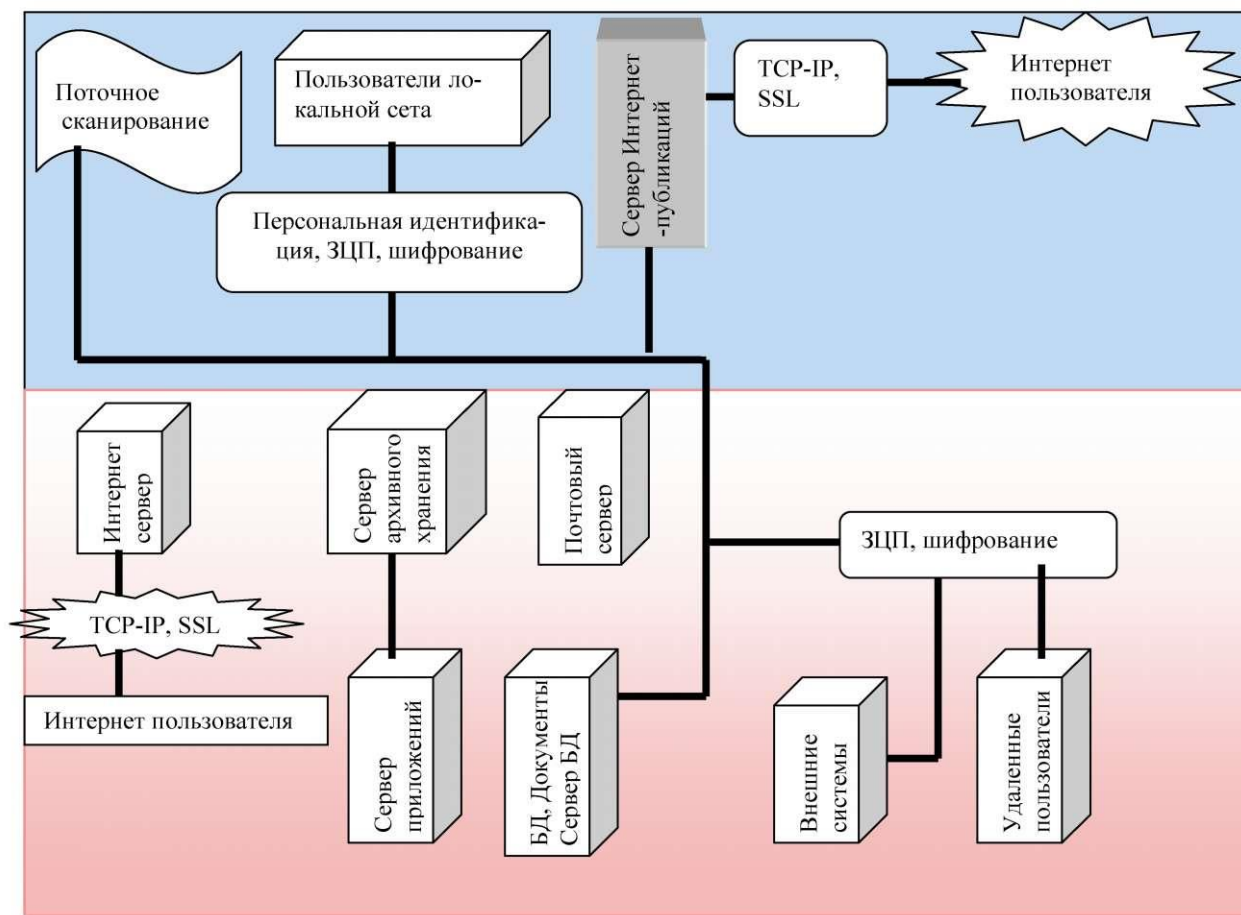 Поточное
сканирование
Пользователи ло-
кальной сета
Сервер Интернет
-публикаций
TCP-IP,
SSL
Интернет
пользователя
Персональная идентифика-
ция, ЗЦП, шифрование
Интернет
сервер
Сервер
архивного
хранения
Почтовый
сервер
ЗЦП, шифрование
TCP-IP, SSL
Интернет пользователя
Сервер
приложений
БД, Документы
Сервер БД
Внешние
системы
Удаленные
пользователи